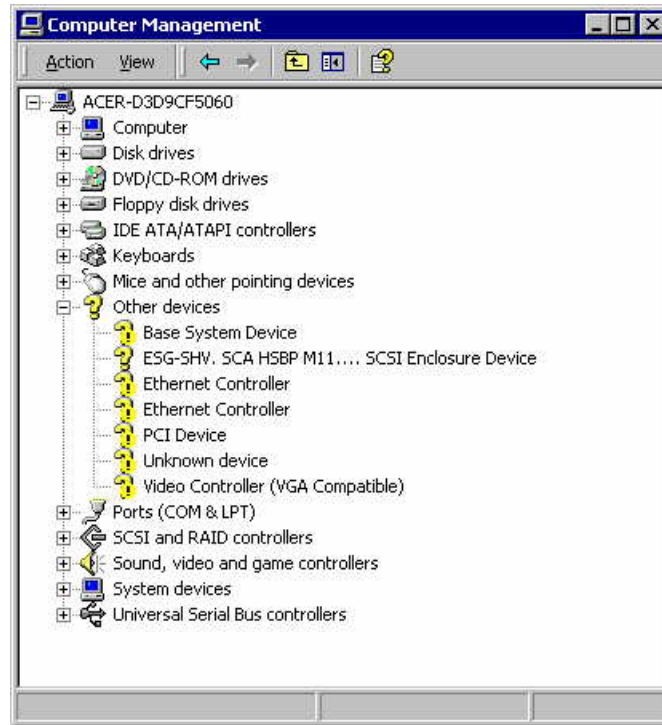 Computer Management
Action View
ACER-D3D9CF5060
Computer
Disk drives
DVD/CD-ROM drives
Floppy disk drives
IDE ATA/ATAPI controllers
Keyboards
Mice and other pointing devices
Other devices
Base System Device
ESG-SHV. SCA HSBP M11.... SCSI Enclosure Device
Ethernet Controller
Ethernet Controller
PCI Device
Unknown device
Video Controller (VGA Compatible)
Ports (COM & LPT)
SCSI and RAID controllers
Sound, video and game controllers
System devices
Universal Serial Bus controllers